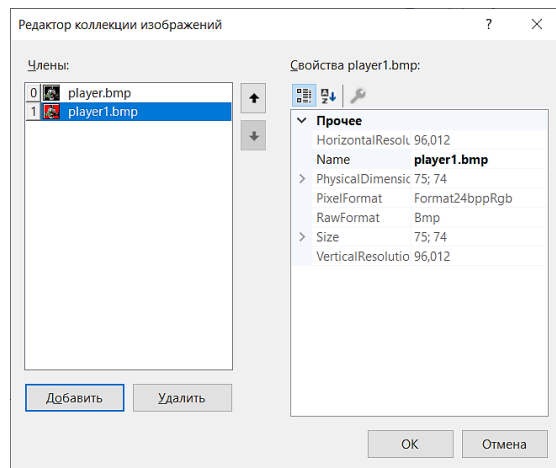 Редактор коллекции изображений
Члены:
0 player.bmp
1 player1.bmp
Добавить
Удалить
Свойства player1.bmp:
Прочее
HorizontalResolu 96,012
Name player1.bmp
PhysicalDimensic 75; 74
PixelFormat Format24bppRgb
RawFormat Bmp
Size 75; 74
VerticalResolutio 96,012
OK
Отмена